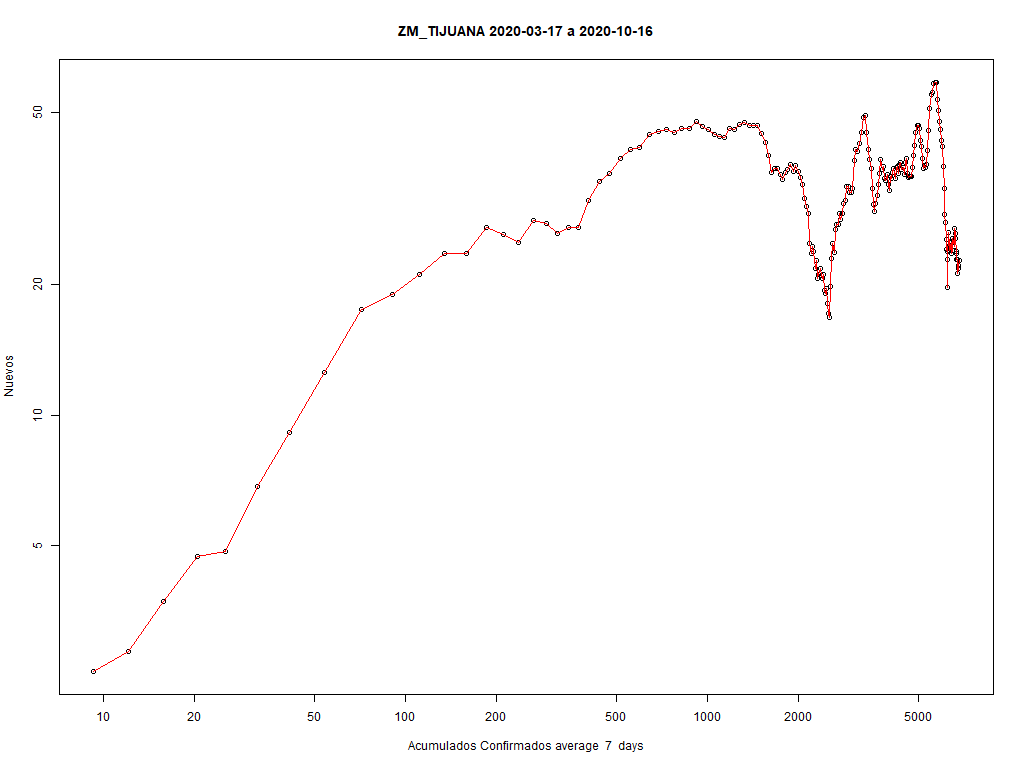 ZM_TIJUANA 2020-03-17 a 2020-10-16
50
20
10
5
Nuevos
10 20 50 100 200 500 1000 2000 5000
Acumulados Confirmados average 7 days